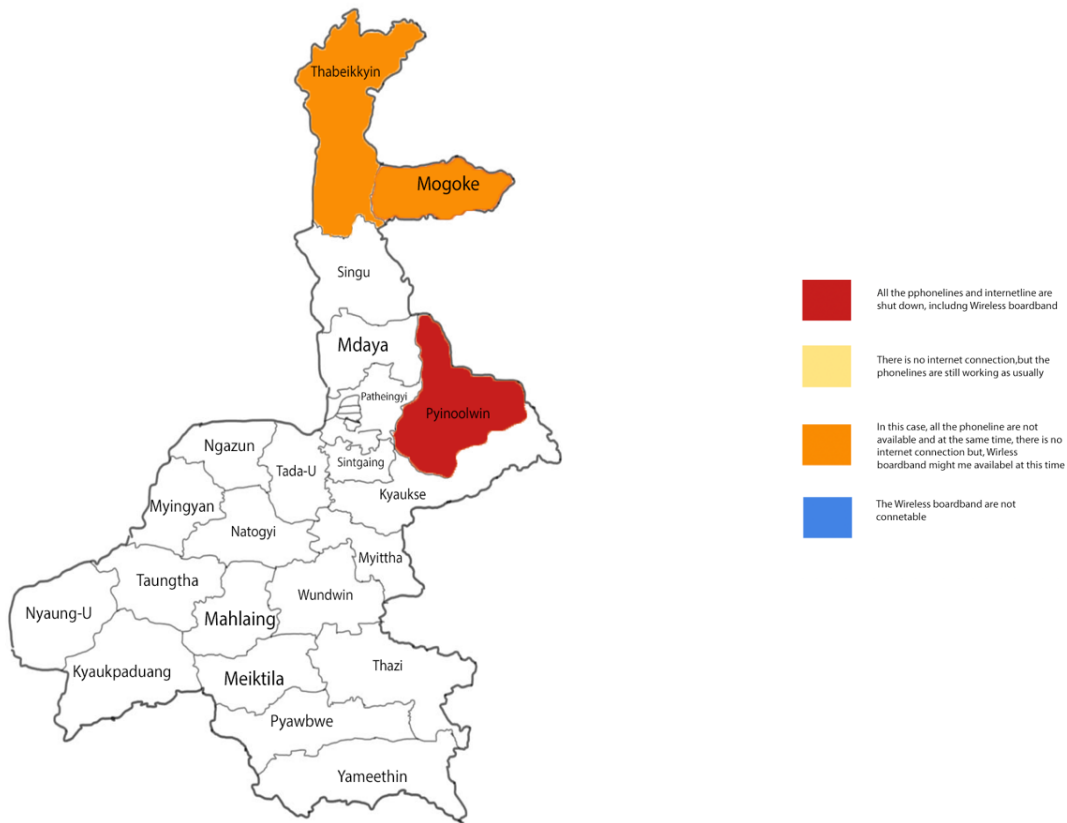 Thabeikkyin
Mogoke
Singu
Mdaya
Patheingyi
Pyinoolwin
Ngazun
Tada-U
Sintgaing
Kyaukse
Myingyan
Natogyi
Myittha
Taungtha
Wundwin
Nyaung-U
Mahlaing
Kyaukpaduang
Meiktila
Thazi
Pyawbwe
Yameethin
All the pphonelines and internetline are
shut down, includng Wireless boardband
There is no internet connection,but the
phonelines are still working as usually
In this case, all the phoneline are not
available and at the same time, there is no
internet connection but, Wirless
boardband might me availabel at this time
The Wireless boardband are not
connetable